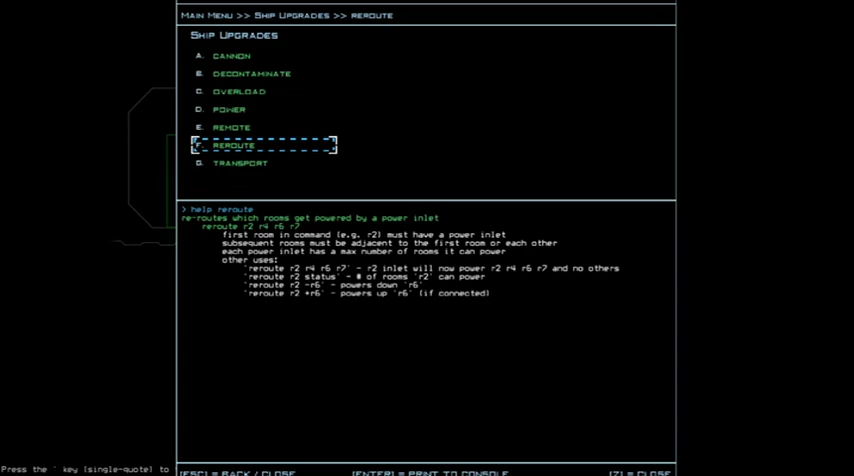 Main Menu >> Ship Upgrades >> REROUTE
Ship Upgrades
A. CANNON
B. DECONTAMINATE
C. OVERLOAD
D. POWER
E. REMOTE
F. REROUTE
G. TRANSPORT
> help reroute
re-routes which rooms get powered by a power inlet
reroute r2 r4 r6 r7
first room in command (e.g. r2) must have a power inlet
subsequent rooms must be adjacent to the first room or each other
each power inlet has a max number of rooms it can power
other uses:
`reroute r2 r4 r6 r7` - r2 inlet will now power r2 r4 r6 r7 and no others
`reroute r2 status` - # of rooms `r2` can power
`reroute r2 -r6` - powers down `r6`
`reroute r2 +r6` - powers up `r6` (if connected)
Press the ` key (single-quote) to
[ESC] = BACK / CLOSE [ENTER] = PRINT TO CONSOLE [Z] = CLOSE